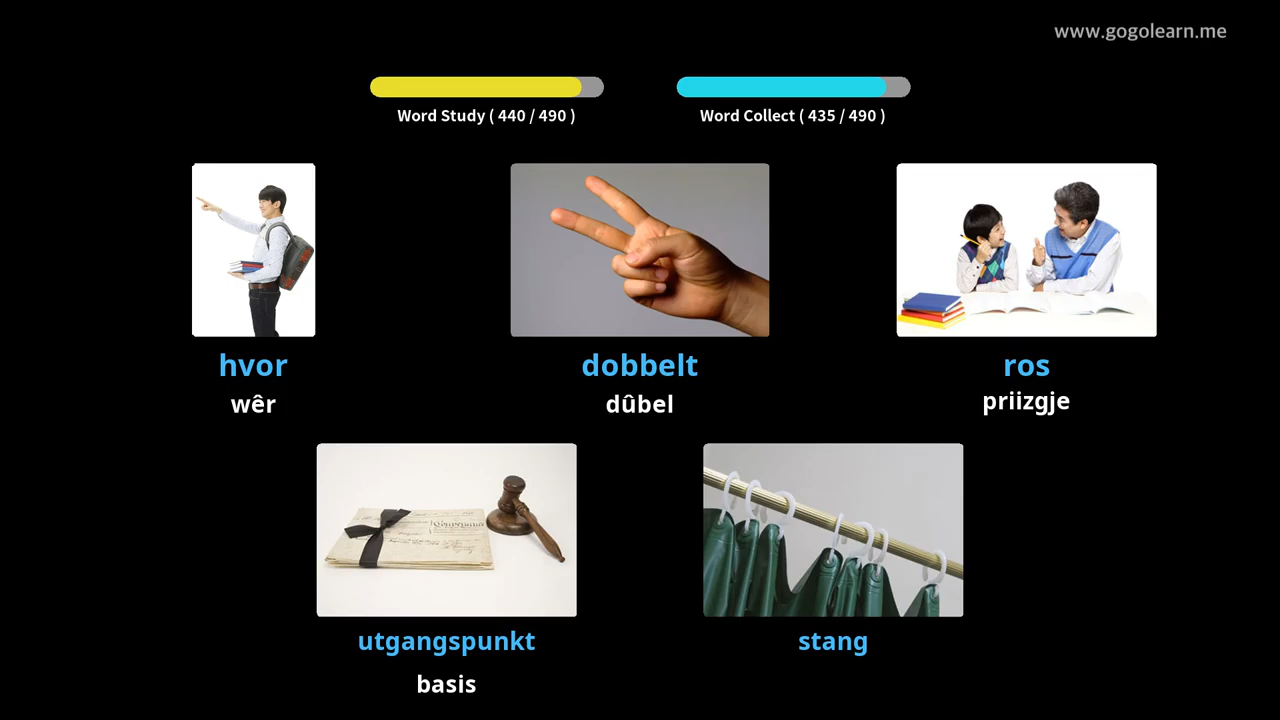 www.gogolearn.me
Word Study ( 440 / 490 )
Word Collect ( 435 / 490 )
hvor
wêr
dobbelt
dûbel
ros
priizgje
utgangspunkt
basis
stang